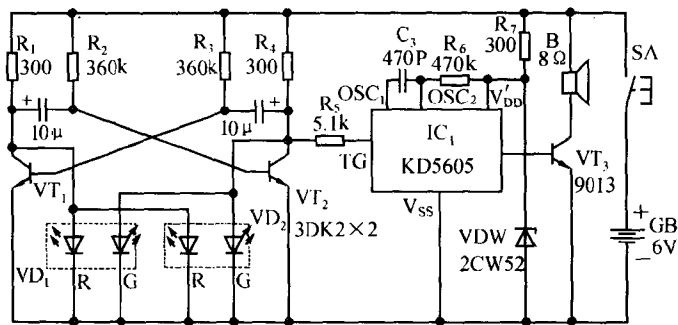 R₁
300
R₂
360k
R₃
360k
R₄
300
C₃
470P
R₆
470k
R₇
300
B
8Ω
SA
+
10μ
10μ
+
R₅
5.1k
OSC₁
OSC₂
V'DD
IC₁
KD5605
TG
VSS
VT₁
VT₂
3DK2×2
VT₃
9013
VD₁
R
G
VD₂
R
G
VDW
2CW52
+
GB
6V
−